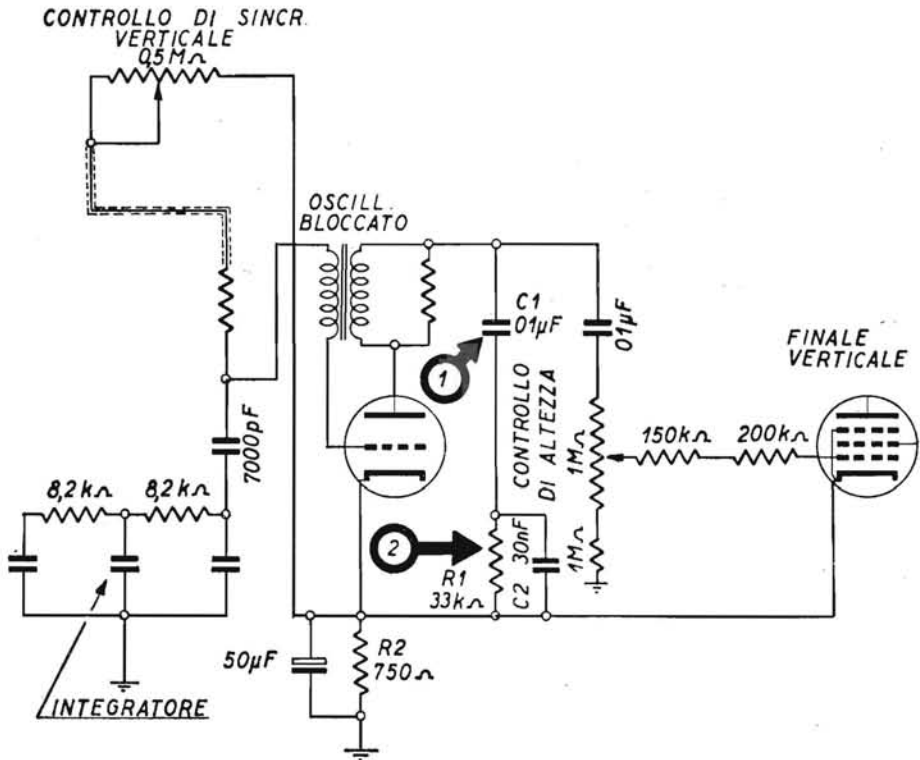 CONTROLLO DI SINCR.
VERTICALE
0,5MΩ
OSCILL.
BLOCCATO
C1
01µF
01µF
FINALE
VERTICALE
1
CONTROLLO
DI ALTEZZA
1MΩ
150kΩ
200kΩ
7000pF
8,2kΩ
8,2kΩ
2
R1
33kΩ
C2
30nF
1MΩ
50µF
R2
750Ω
INTEGRATORE